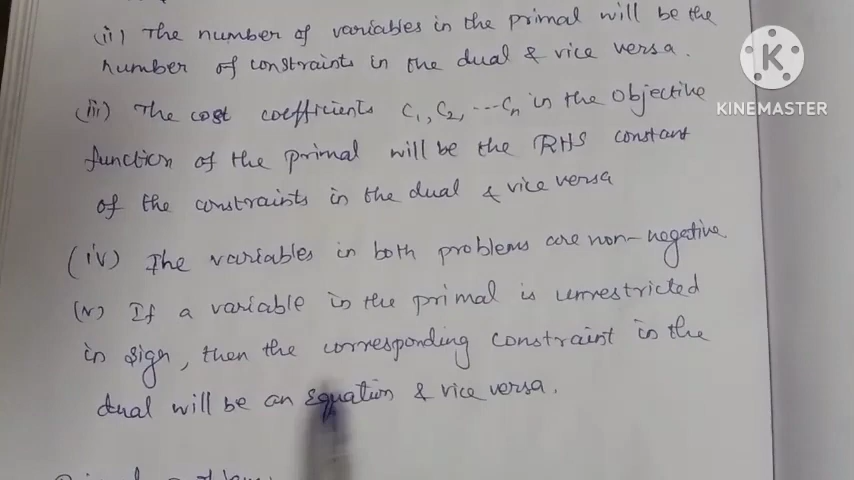 (ii) The number of variables in the primal will be the
number of constraints in the dual & vice versa.
(iii) The cost coefficients C1, C2, ---Cn in the Objective
function of the primal will be the RHS constant
of the constraints in the dual & vice versa
(iv) The variables in both problems are non-negative
(v) If a variable in the primal is unrestricted
in sign, then the corresponding constraint in the
dual will be an Equation & vice versa.
K
KINEMASTER